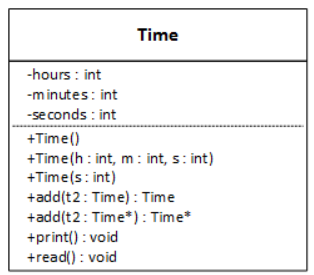 Time
-hours : int
-minutes : int
-seconds : int
+Time()
+Time(h : int, m : int, s : int)
+Time(s : int)
+add(t2 : Time) : Time
+add(t2 : Time*) : Time*
+print() : void
+read() : void